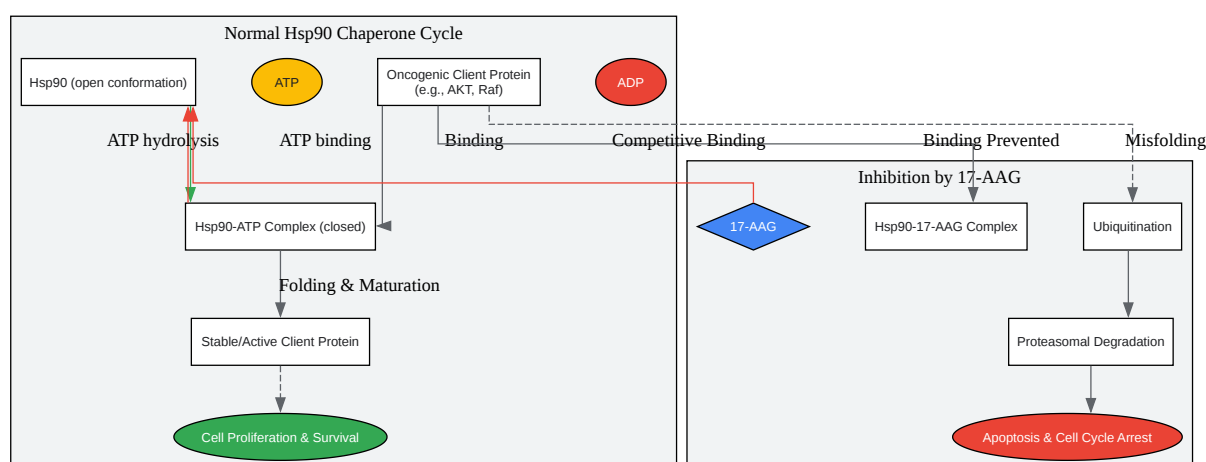 Normal Hsp90 Chaperone Cycle
Hsp90 (open conformation)
ATP
Oncogenic Client Protein
(e.g., AKT, Raf)
ADP
ATP hydrolysis
ATP binding
Binding
Competitive Binding
Binding Prevented
Misfolding
Inhibition by 17-AAG
Hsp90-ATP Complex (closed)
17-AAG
Hsp90-17-AAG Complex
Ubiquitination
Folding & Maturation
Stable/Active Client Protein
Proteasomal Degradation
Cell Proliferation & Survival
Apoptosis & Cell Cycle Arrest